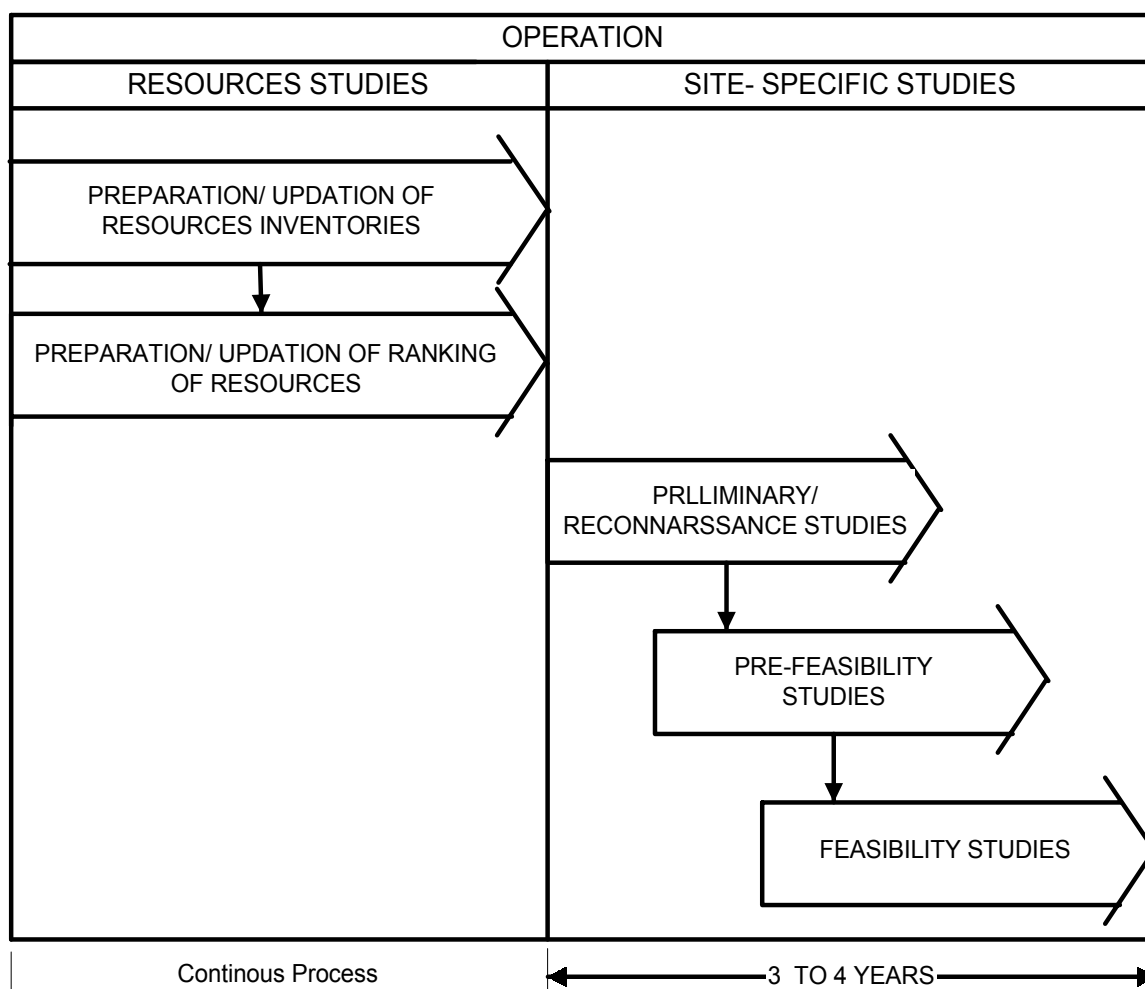 OPERATION
RESOURCES STUDIES
SITE- SPECIFIC STUDIES
PREPARATION/ UPDATION OF
RESOURCES INVENTORIES
PREPARATION/ UPDATION OF RANKING
OF RESOURCES
PRLLIMINARY/
RECONNARSSANCE STUDIES
PRE-FEASIBILITY
STUDIES
FEASIBILITY STUDIES
Continous Process
3 TO 4 YEARS